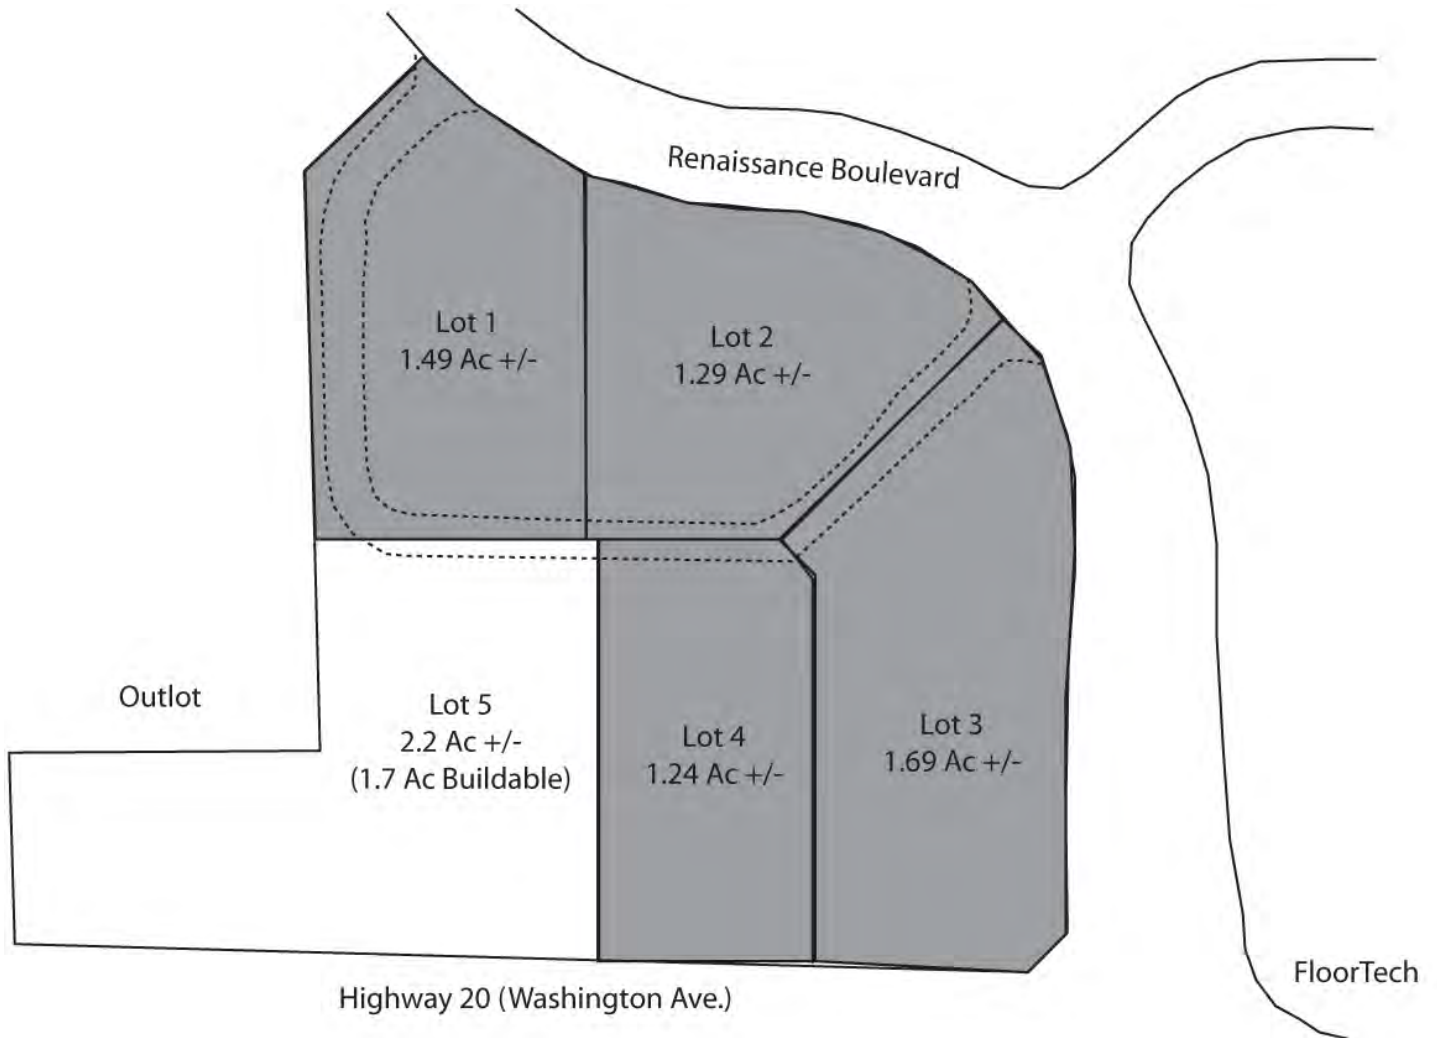 Renaissance Boulevard
Lot 1
1.49 Ac +/-
Lot 2
1.29 Ac +/-
Outlot
Lot 5
2.2 Ac +/-
(1.7 Ac Buildable)
Lot 4
1.24 Ac +/-
Lot 3
1.69 Ac +/-
Highway 20 (Washington Ave.)
FloorTech